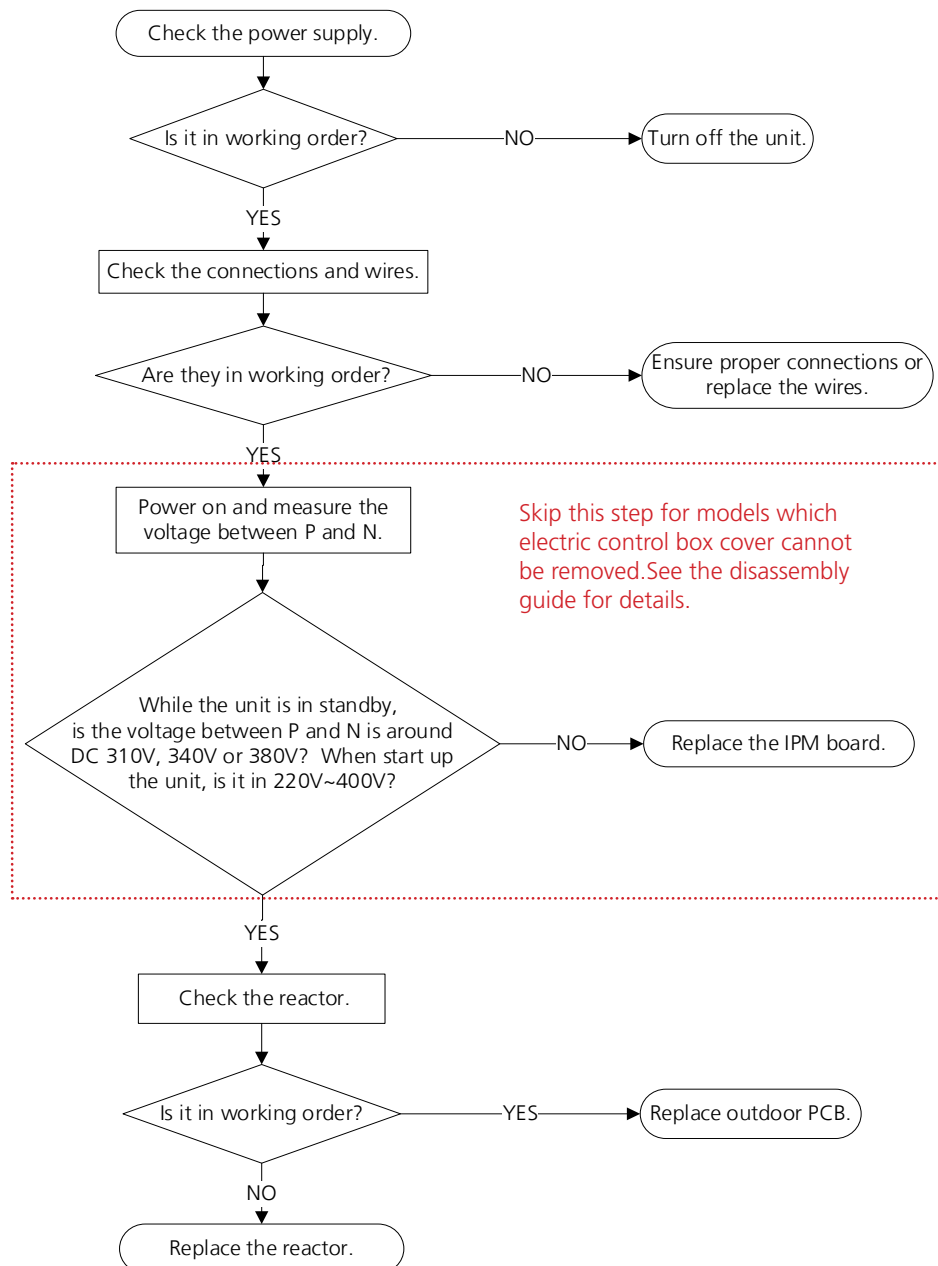 Check the power supply.
Is it in working order?
NO
Turn off the unit.
YES
Check the connections and wires.
Are they in working order?
NO
Ensure proper connections or
replace the wires.
YES
Power on and measure the
voltage between P and N.
Skip this step for models which
electric control box cover cannot
be removed.See the disassembly
guide for details.
While the unit is in standby,
is the voltage between P and N is around
DC 310V, 340V or 380V? When start up
the unit, is it in 220V~400V?
NO
Replace the IPM board.
YES
Check the reactor.
Is it in working order?
YES
Replace outdoor PCB.
NO
Replace the reactor.